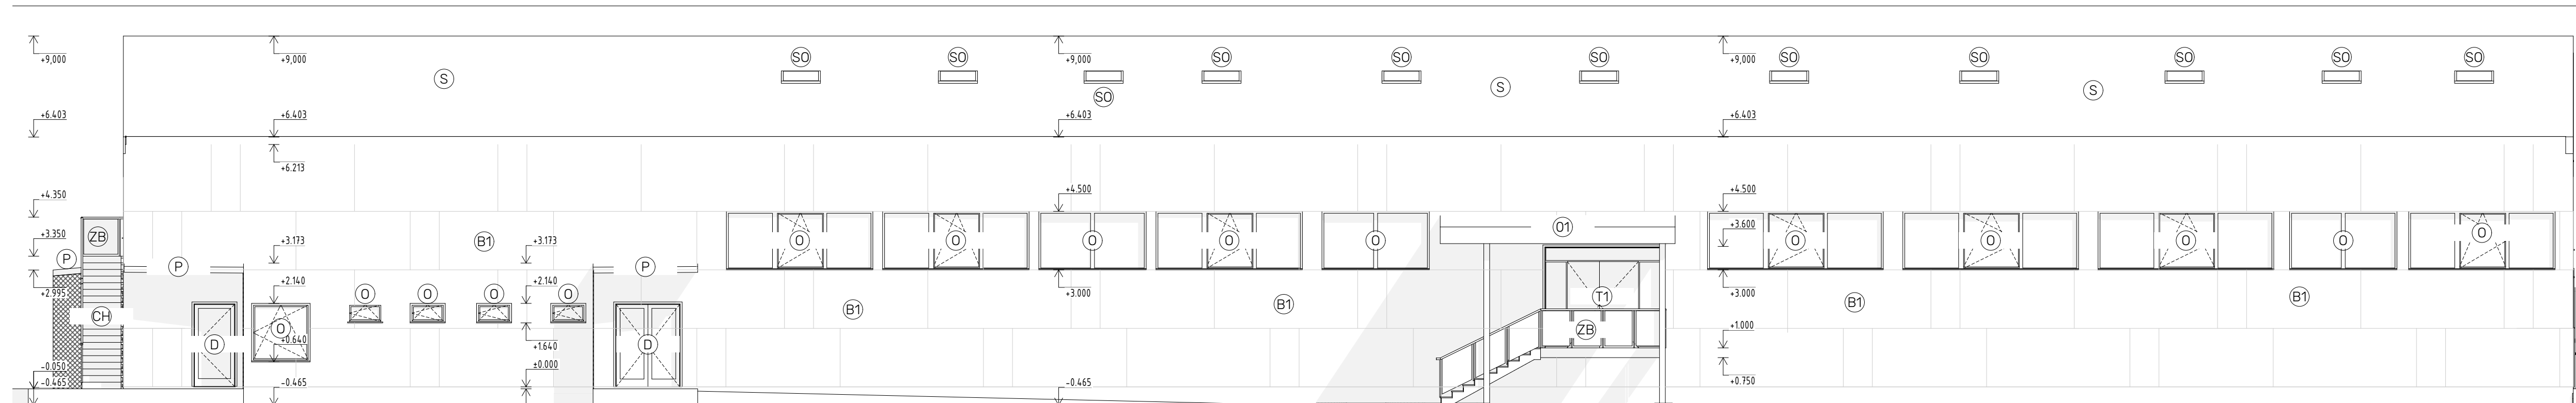 SO SO SO SO SO SO SO SO SO SO
+9,000 +9,000 +9,000 +9,000
S
S
S
SO
+6.403 +6.403 +6.403 +6.403
+6.213
+4.350 +4.500 +4.500
+3.350 ZB B1 +3.173 +3.173 O O O O O O1 +3.600 O O O O O
P P P
+2.995 +2.140 +2.140 +3.000 +3.000
O O O O
CH B1 B1 T1 B1 B1
D O +0.640 +1.640 D ZB +1.000
-0.050 ±0.000
-0.465 -0.465 -0.465 +0.750